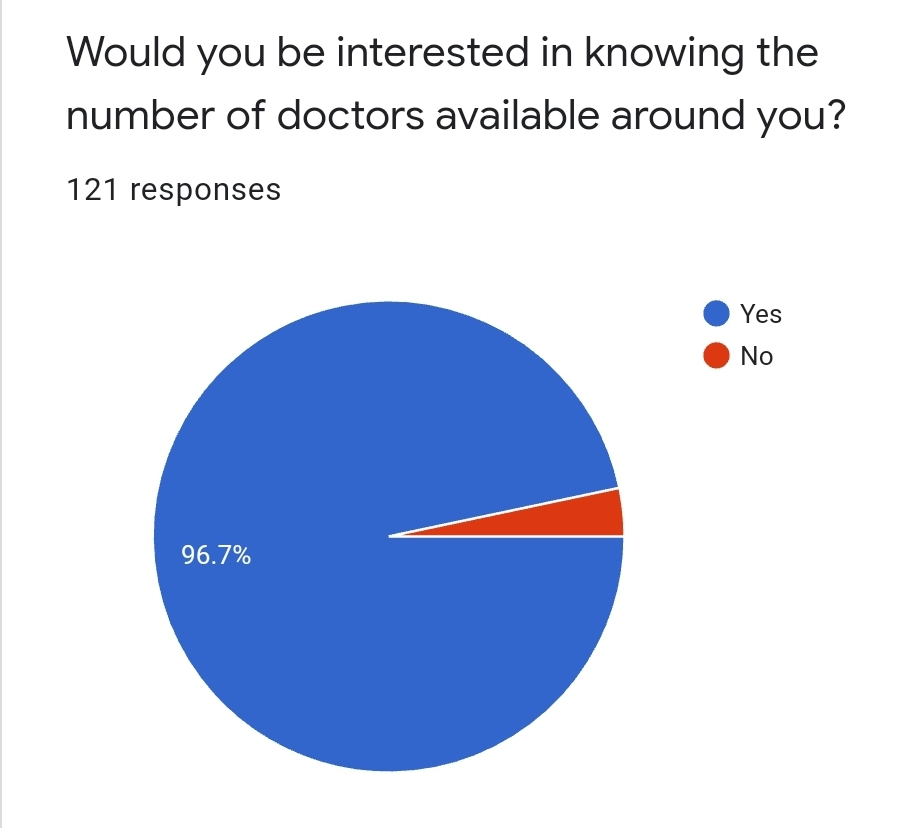 Would you be interested in knowing the
number of doctors available around you?
121 responses
Yes
No
96.7%